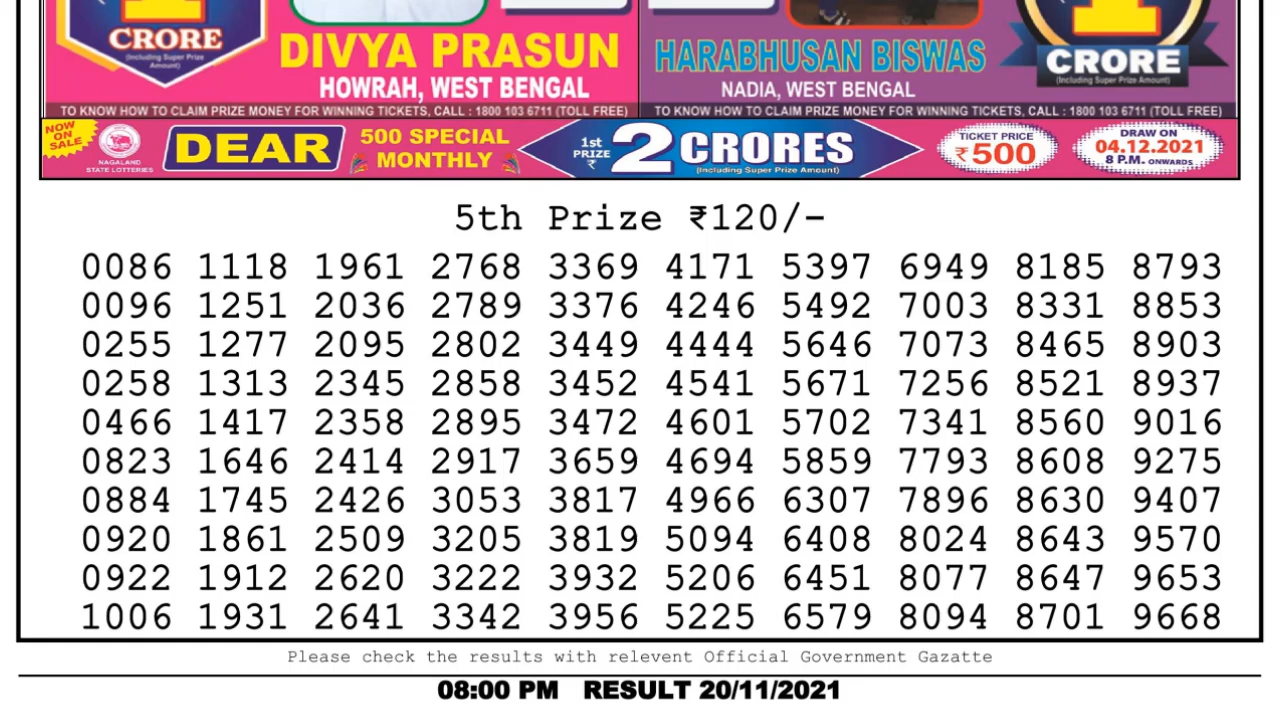 CRORE
(Including Super Prize Amount)
DIVYA PRASUN
HOWRAH, WEST BENGAL
HARABHUSAN BISWAS
NADIA, WEST BENGAL
CRORE
(Including Super Prize Amount)
TO KNOW HOW TO CLAIM PRIZE MONEY FOR WINNING TICKETS, CALL : 1800 103 6711 (TOLL FREE)
TO KNOW HOW TO CLAIM PRIZE MONEY FOR WINNING TICKETS, CALL : 1800 103 6711 (TOLL FREE)
NOW ON SALE
NAGALAND STATE LOTTERIES
DEAR
500 SPECIAL MONTHLY
1st PRIZE ₹
2 CRORES
(Including Super Prize Amount)
TICKET PRICE
₹500
DRAW ON
04.12.2021
8 P.M. ONWARDS
5th Prize ₹120/-
0086 1118 1961 2768 3369 4171 5397 6949 8185 8793
0096 1251 2036 2789 3376 4246 5492 7003 8331 8853
0255 1277 2095 2802 3449 4444 5646 7073 8465 8903
0258 1313 2345 2858 3452 4541 5671 7256 8521 8937
0466 1417 2358 2895 3472 4601 5702 7341 8560 9016
0823 1646 2414 2917 3659 4694 5859 7793 8608 9275
0884 1745 2426 3053 3817 4966 6307 7896 8630 9407
0920 1861 2509 3205 3819 5094 6408 8024 8643 9570
0922 1912 2620 3222 3932 5206 6451 8077 8647 9653
1006 1931 2641 3342 3956 5225 6579 8094 8701 9668
Please check the results with relevent Official Government Gazatte
08:00 PM RESULT 20/11/2021